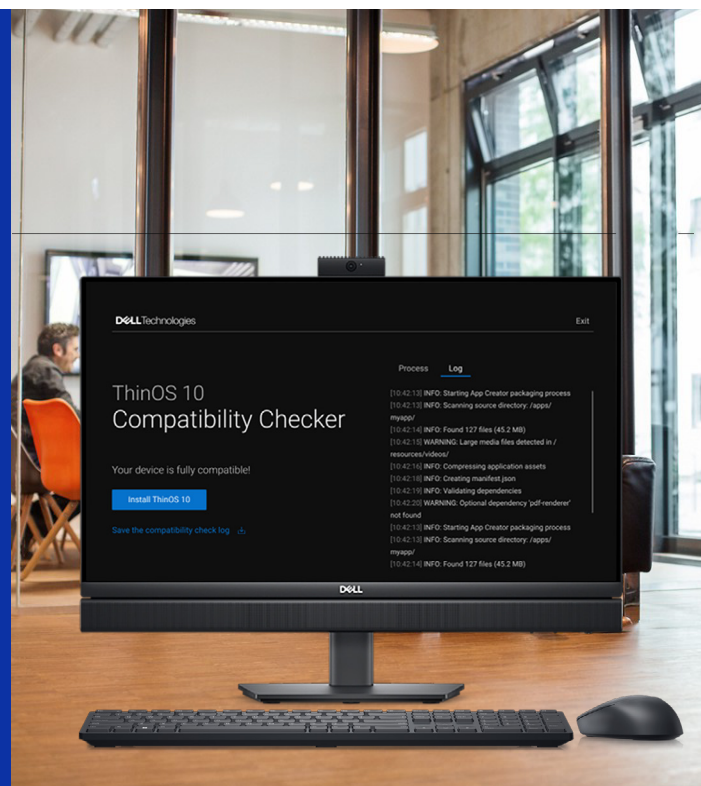 DELLTechnologies
Exit
ThinOS 10
Compatibility Checker
Your device is fully compatible!
Install ThinOS 10
Save the compatibility check log
Process Log
[10:42:13] INFO: Starting App Creator packaging process
[10:42:13] INFO: Scanning source directory: /apps/
myapp/
[10:42:14] INFO: Found 127 files (45.2 MB)
[10:42:15] WARNING: Large media files detected in /
resources/videos/
[10:42:16] INFO: Compressing application assets
[10:42:18] INFO: Creating manifest.json
[10:42:19] INFO: Validating dependencies
[10:42:20] WARNING: Optional dependency 'pdf-renderer'
not found
[10:42:13] INFO: Starting App Creator packaging process
[10:42:13] INFO: Scanning source directory: /apps/
myapp/
[10:42:14] INFO: Found 127 files (45.2 MB)
DELL